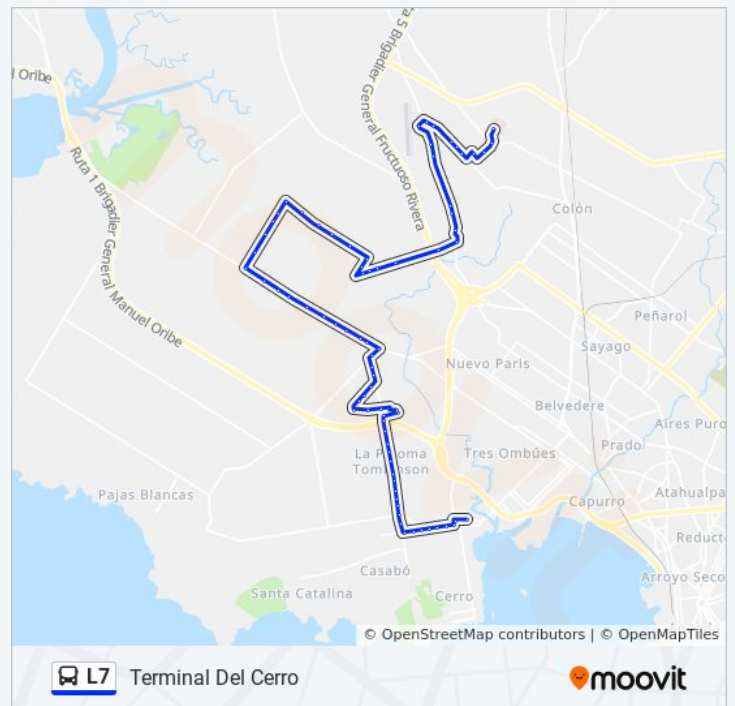 l Oribe
ta 5 Brigadier General Fructuoso Rivera
Ruta 1 Brigadier General Manuel Oribe
Colón
Peñarol
Sayago
Nuevo Paris
Belvedere
Aires Puro
Prado
La Paloma
Tomkinson
Tres Ombúes
Pajas Blancas
Capurro
Atahualpa
Reducto
Casabó
Arroyo Seco
Santa Catalina
Cerro
© OpenStreetMap contributors | © OpenMapTiles
L7 Terminal Del Cerro
moovit